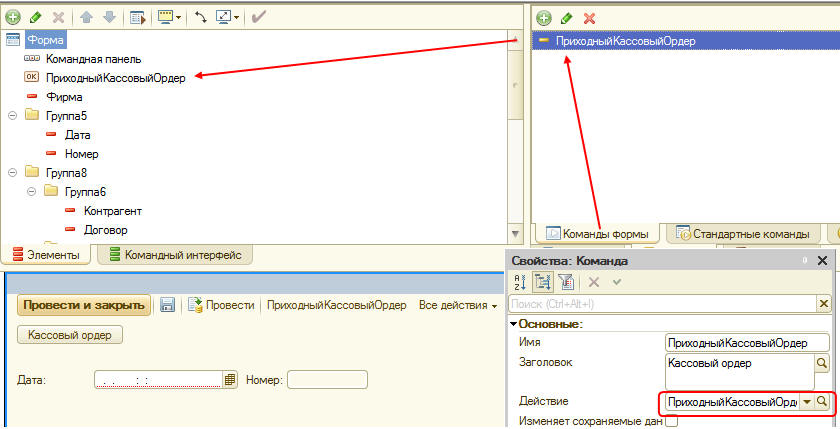 Форма
Командная панель
ПриходныйКассовыйОрдер
Фирма
Группа5
Дата
Номер
Группа8
Группа6
Контрагент
Договор
Элементы
Командный интерфейс
ПриходныйКассовыйОрдер
Команды формы
Стандартные команды
Провести и закрыть
Провести
ПриходныйКассовыйОрдер
Все действия
Кассовый ордер
Дата:
. . : :
Номер:
Свойства: Команда
Поиск (Ctrl+Alt+I)
Основные:
Имя
ПриходныйКассовыйОрдер
Заголовок
Кассовый ордер
Действие
ПриходныйКассовыйОрд
Изменяет сохраняемые дан